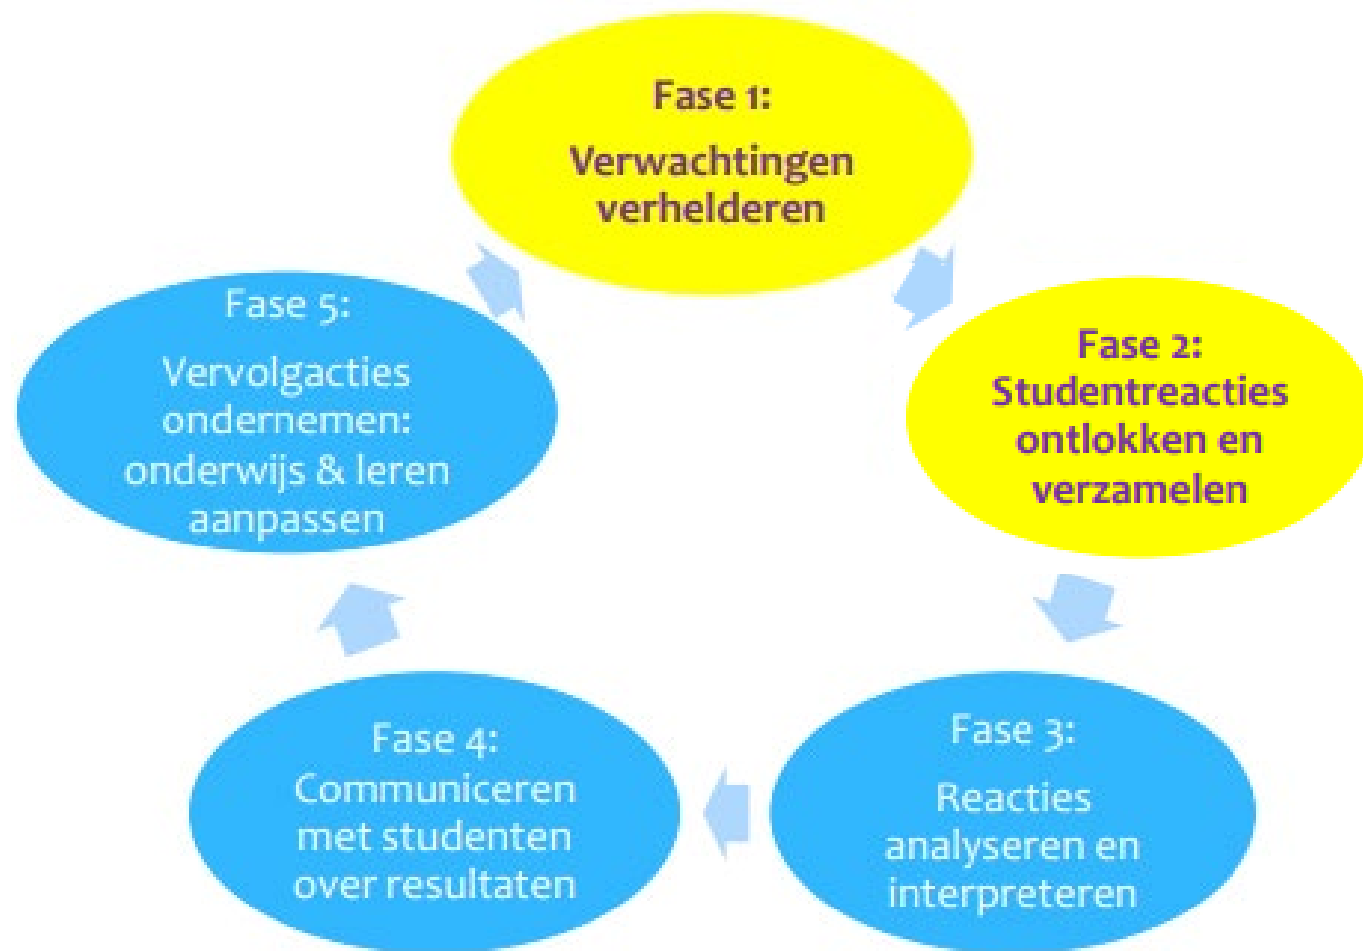 Fase 1:
Verwachtingen
verhelderen
Fase 2:
Studentreacties
ontlokken en
verzamelen
Fase 3:
Reacties
analyseren en
interpreteren
Fase 4:
Communiceren
met studenten
over resultaten
Fase 5:
Vervolgacties
ondernemen:
onderwijs & leren
aanpassen